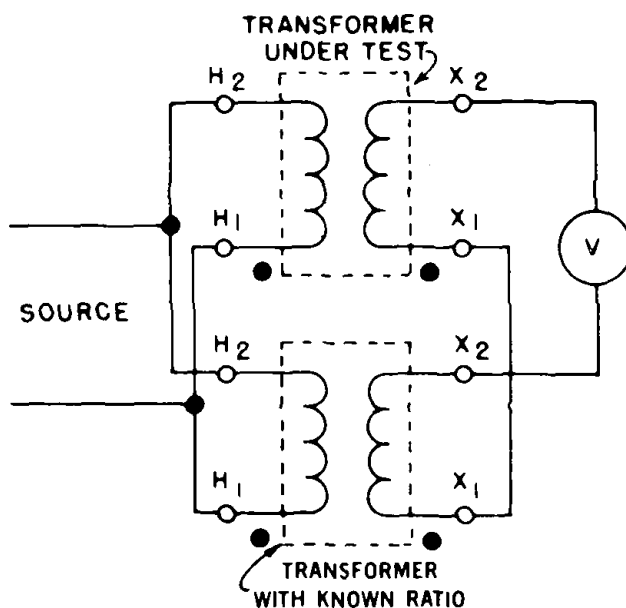 TRANSFORMER
UNDER TEST
H2
X2
H1
X1
V
SOURCE
H2
X2
H1
X1
TRANSFORMER
WITH KNOWN RATIO